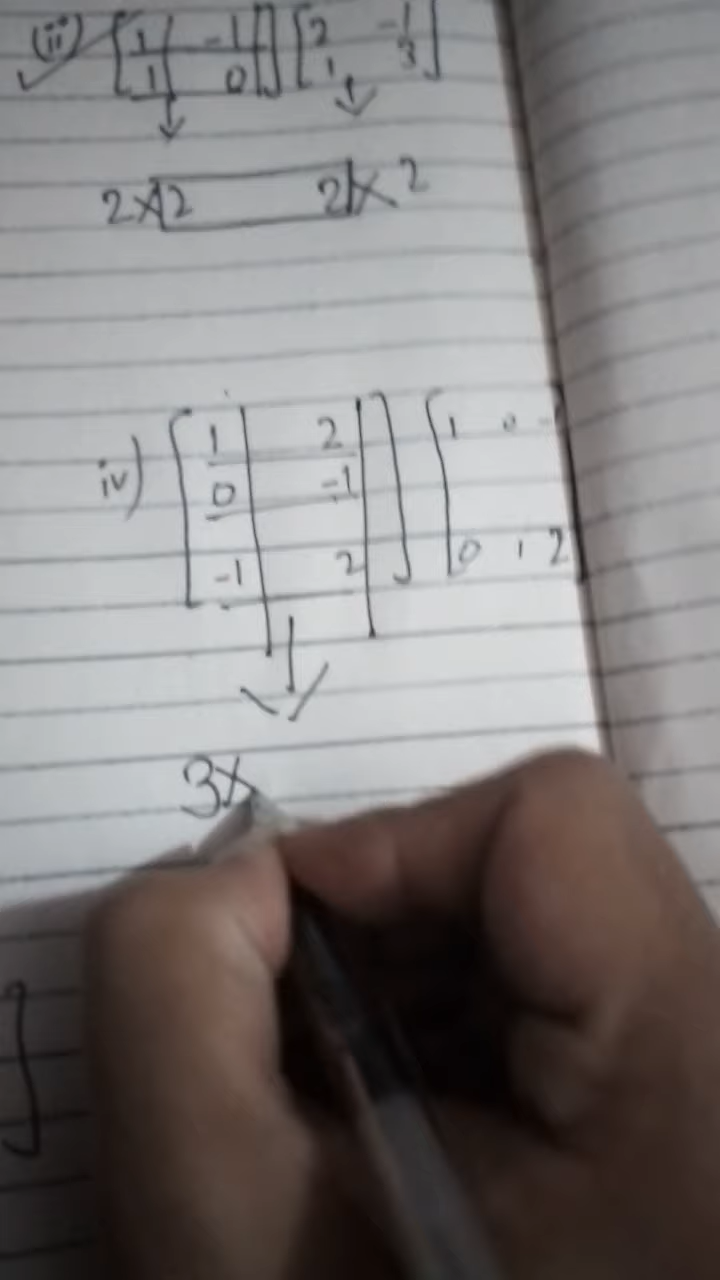 (ii) [1 -1] [2 -1
1 0] 1 3]
2×2 2×2
iv) [1 2] [1 0 -
0 -1
-1 2] 0 1 2
3×